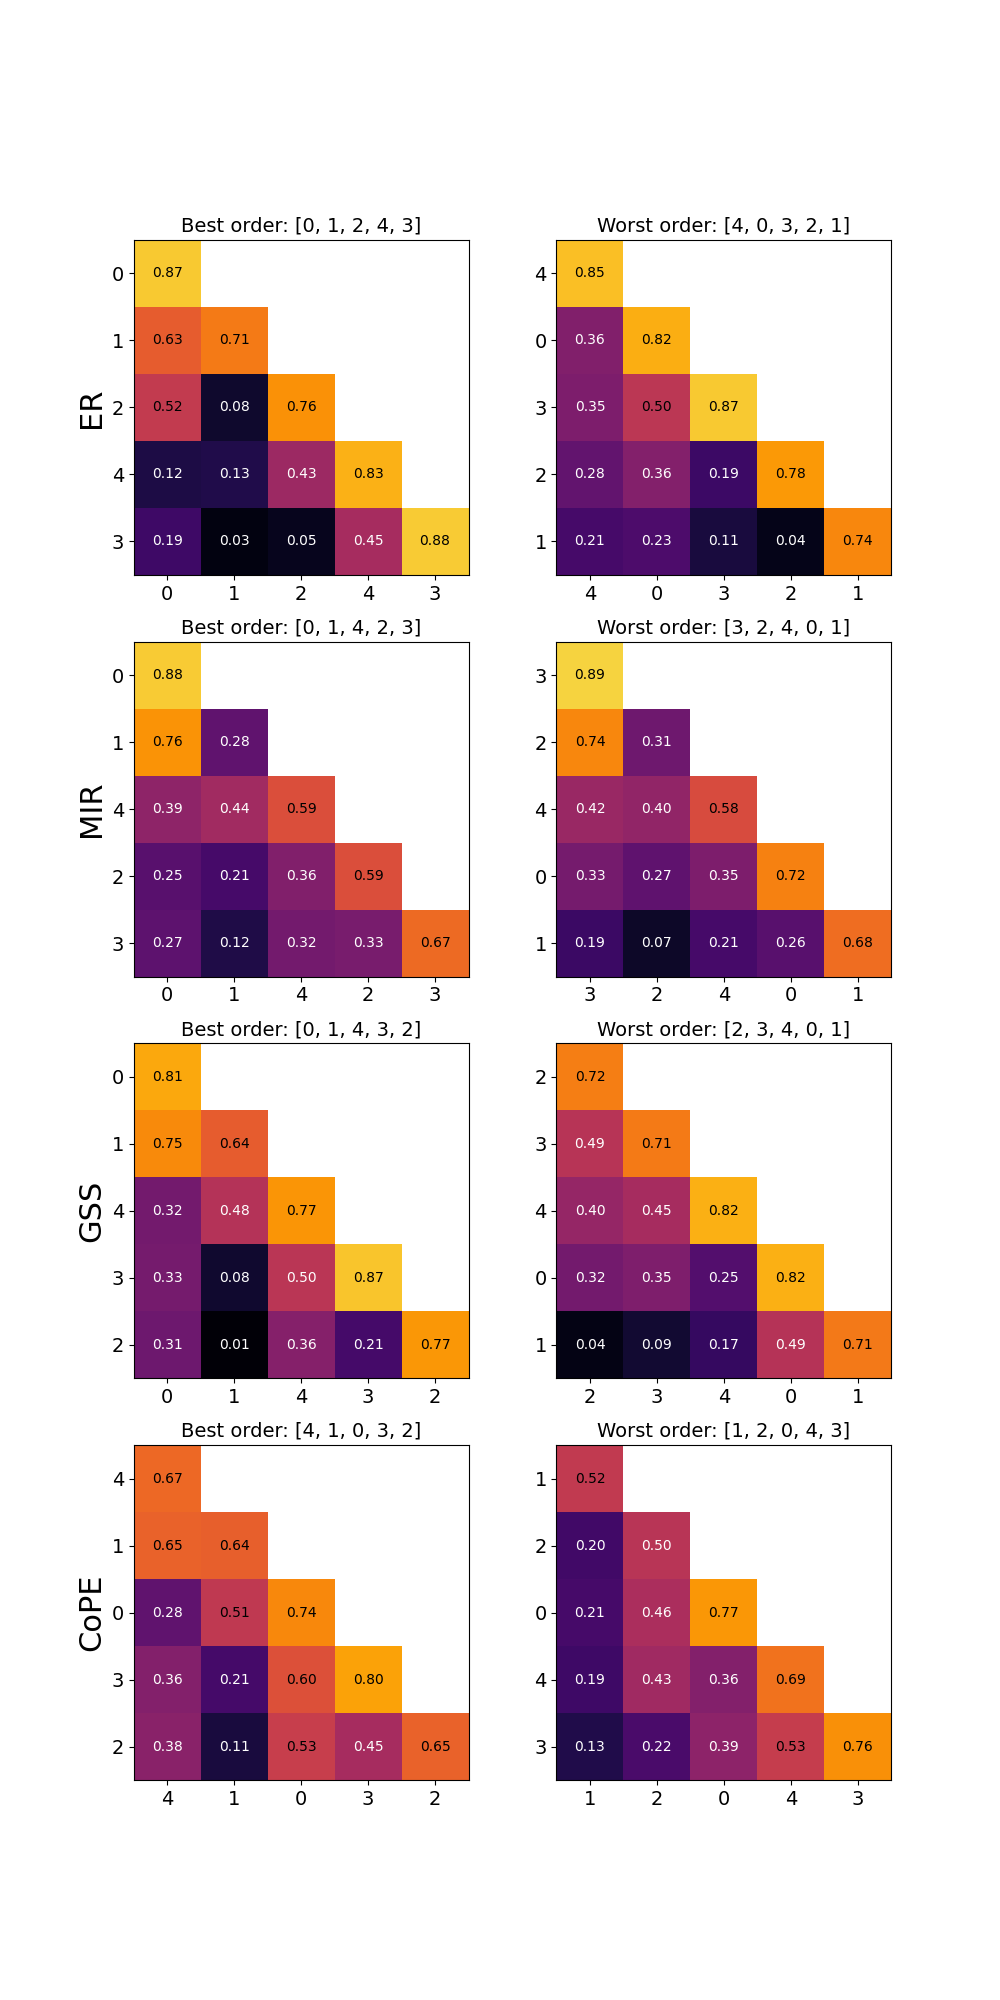 Best order: [0, 1, 2, 4, 3] Worst order: [4, 0, 3, 2, 1]
0 0.87 4 0.85
1 0.63 0.71 0 0.36 0.82
ER
2 0.52 0.08 0.76 3 0.35 0.50 0.87
4 0.12 0.13 0.43 0.83 2 0.28 0.36 0.19 0.78
3 0.19 0.03 0.05 0.45 0.88 1 0.21 0.23 0.11 0.04 0.74
0 1 2 4 3 4 0 3 2 1
Best order: [0, 1, 4, 2, 3] Worst order: [3, 2, 4, 0, 1]
0 0.88 3 0.89
1 0.76 0.28 2 0.74 0.31
MIR
4 0.39 0.44 0.59 4 0.42 0.40 0.58
2 0.25 0.21 0.36 0.59 0 0.33 0.27 0.35 0.72
3 0.27 0.12 0.32 0.33 0.67 1 0.19 0.07 0.21 0.26 0.68
0 1 4 2 3 3 2 4 0 1
Best order: [0, 1, 4, 3, 2] Worst order: [2, 3, 4, 0, 1]
0 0.81 2 0.72
1 0.75 0.64 3 0.49 0.71
GSS
4 0.32 0.48 0.77 4 0.40 0.45 0.82
3 0.33 0.08 0.50 0.87 0 0.32 0.35 0.25 0.82
2 0.31 0.01 0.36 0.21 0.77 1 0.04 0.09 0.17 0.49 0.71
0 1 4 3 2 2 3 4 0 1
Best order: [4, 1, 0, 3, 2] Worst order: [1, 2, 0, 4, 3]
4 0.67 1 0.52
1 0.65 0.64 2 0.20 0.50
CoPE
0 0.28 0.51 0.74 0 0.21 0.46 0.77
3 0.36 0.21 0.60 0.80 4 0.19 0.43 0.36 0.69
2 0.38 0.11 0.53 0.45 0.65 3 0.13 0.22 0.39 0.53 0.76
4 1 0 3 2 1 2 0 4 3